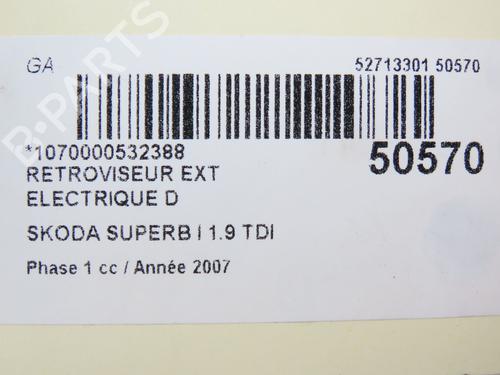 GA
52713301 50570
*1070000532388
50570
RETROVISEUR EXT
ELECTRIQUE D
SKODA SUPERB I 1.9 TDI
Phase 1 cc / Année 2007
B-PARTS